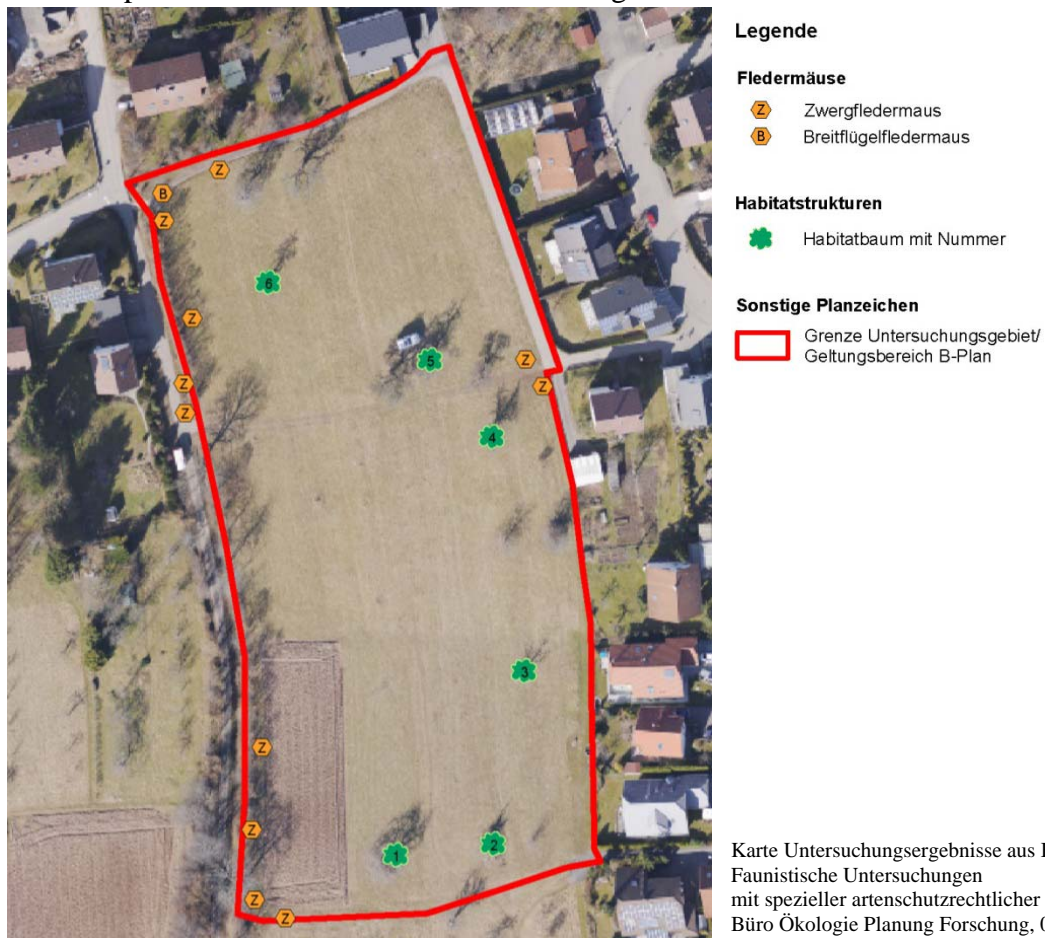 Legende
Fledermäuse
Z Zwergfledermaus
B Breitflügelfledermaus
Habitatstrukturen
Habitatbaum mit Nummer
Sonstige Planzeichen
Grenze Untersuchungsgebiet/
Geltungsbereich B-Plan
Z
B
Z
6
Z
5
Z
Z
Z
Z
4
3
Z
Z
1
2
Z
Z
Karte Untersuchungsergebnisse aus
Faunistische Untersuchungen
mit spezieller artenschutzrechtlicher
Büro Ökologie Planung Forschung,